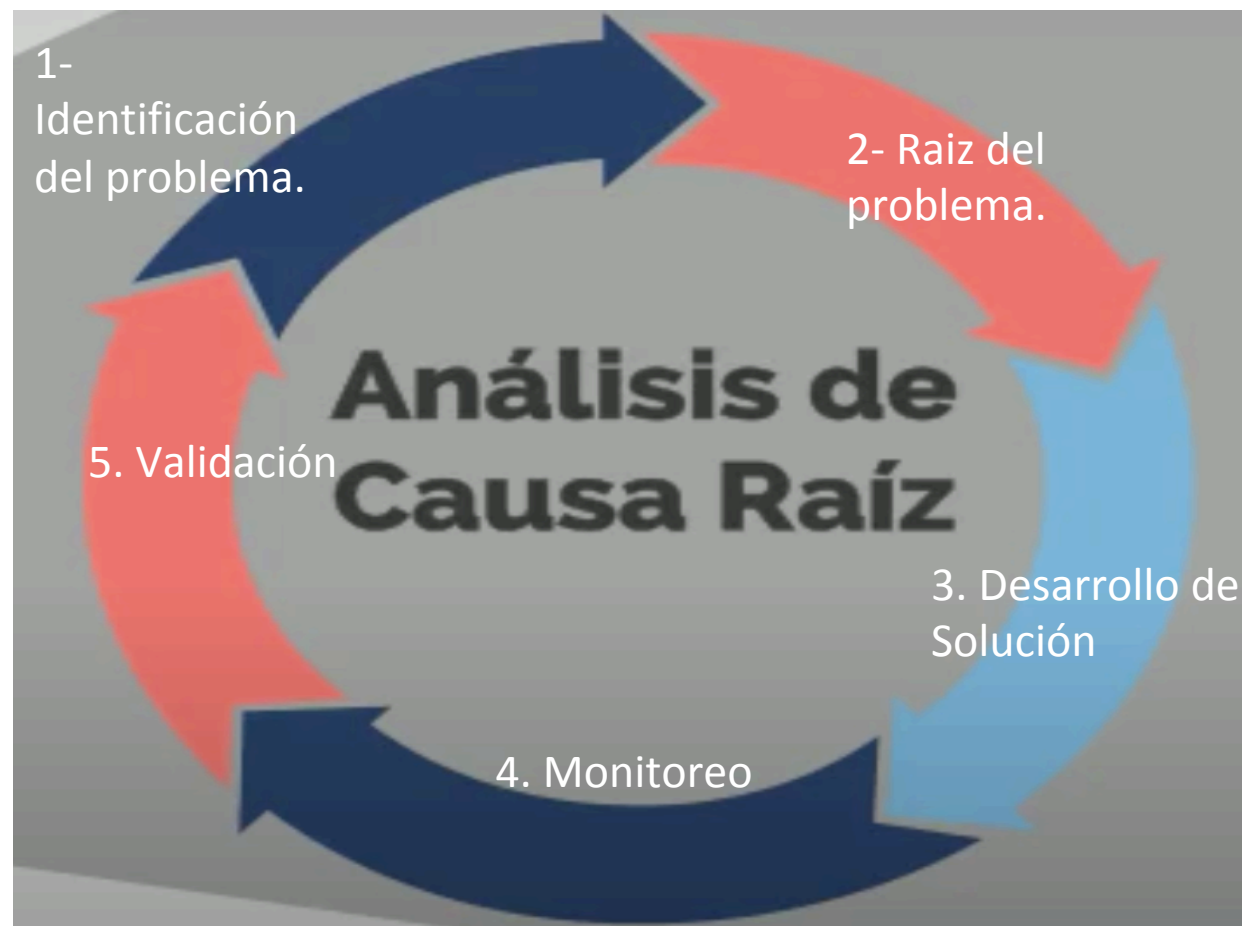 1-
Identificación
del problema.
2- Raiz del
problema.
Análisis de
Causa Raíz
5. Validación
3. Desarrollo de
Solución
4. Monitoreo